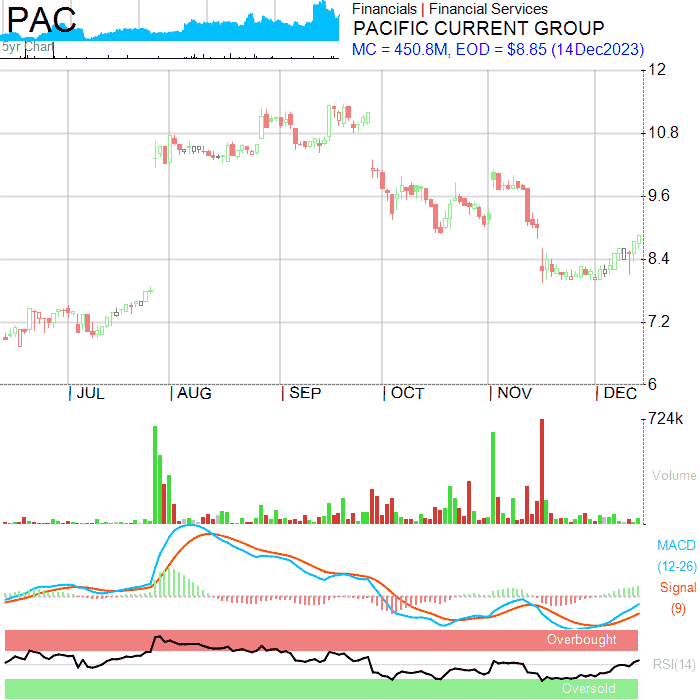 PAC
5yr Chart
Financials | Financial Services
PACIFIC CURRENT GROUP
MC = 450.8M, EOD = $8.85 (14Dec2023)
12
10.8
9.6
8.4
7.2
6
JUL AUG SEP OCT NOV DEC
724k
Volume
MACD
(12-26)
Signal
(9)
Overbought
RSI(14)
Oversold